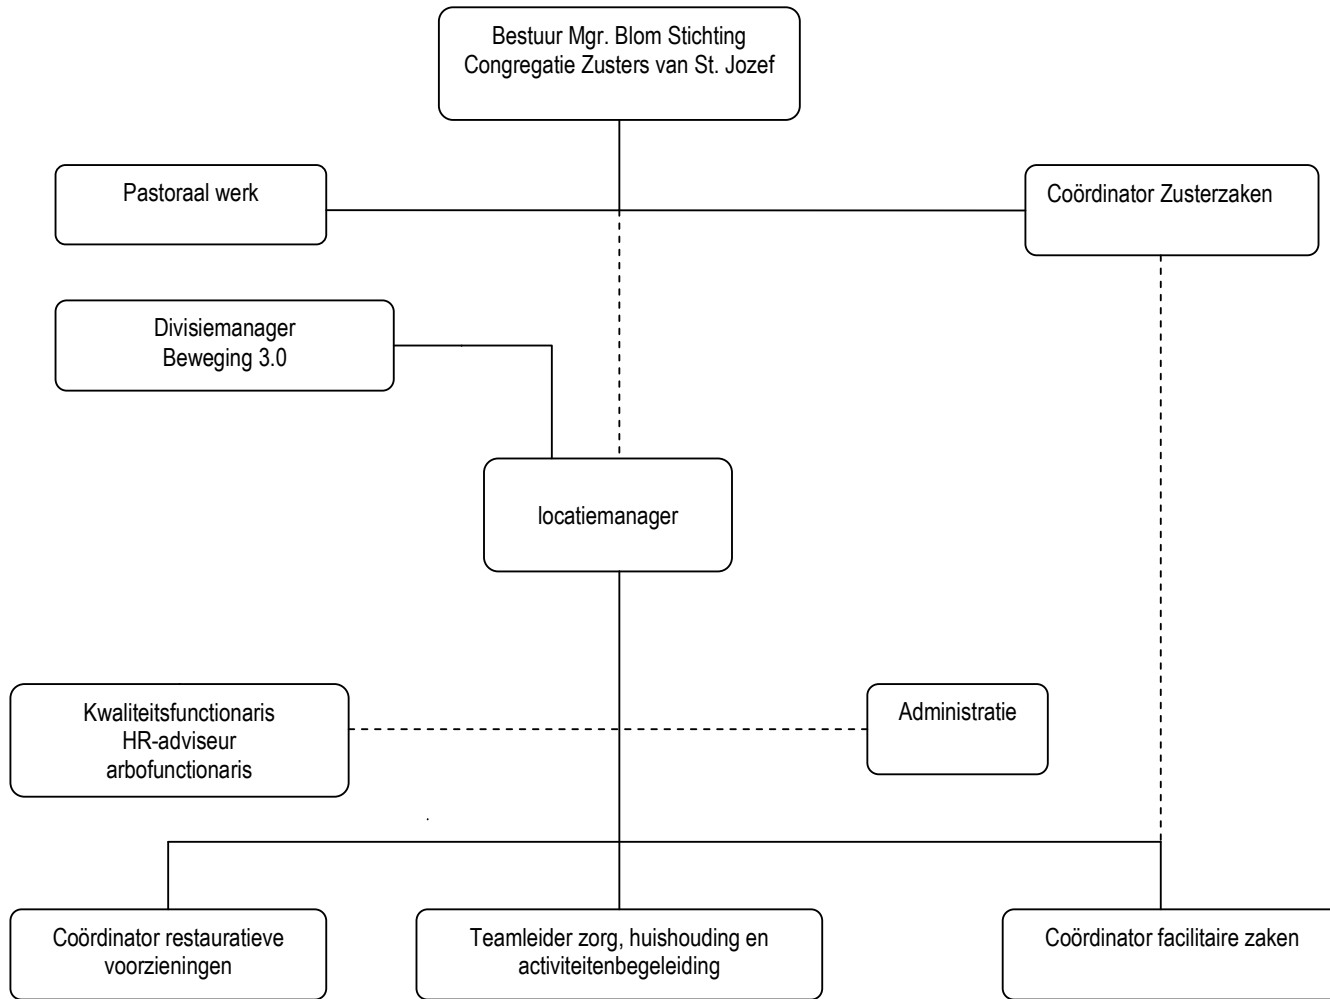 Bestuur Mgr. Blom Stichting
Congregatie Zusters van St. Jozef
Pastoraal werk
Coördinator Zusterzaken
Divisiemanager
Beweging 3.0
locatiemanager
Kwaliteitsfunctionaris
HR-adviseur
arbofunctionaris
Administratie
Coördinator restauratieve
voorzieningen
Teamleider zorg, huishouding en
activiteitenbegeleiding
Coördinator facilitaire zaken